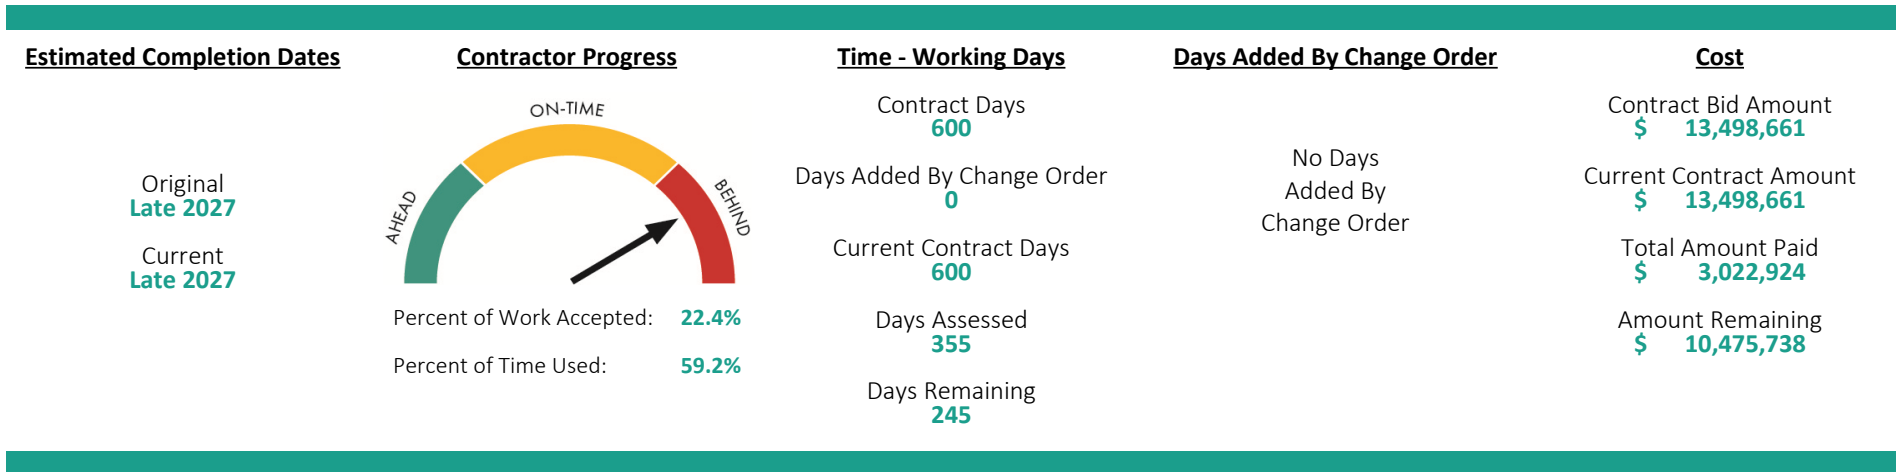 Estimated Completion Dates
Original
Late 2027
Current
Late 2027
Contractor Progress
AHEAD
ON-TIME
BEHIND
Percent of Work Accepted: 22.4%
Percent of Time Used: 59.2%
Time - Working Days
Contract Days
600
Days Added By Change Order
0
Current Contract Days
600
Days Assessed
355
Days Remaining
245
Days Added By Change Order
No Days
Added By
Change Order
Cost
Contract Bid Amount
$ 13,498,661
Current Contract Amount
$ 13,498,661
Total Amount Paid
$ 3,022,924
Amount Remaining
$ 10,475,738